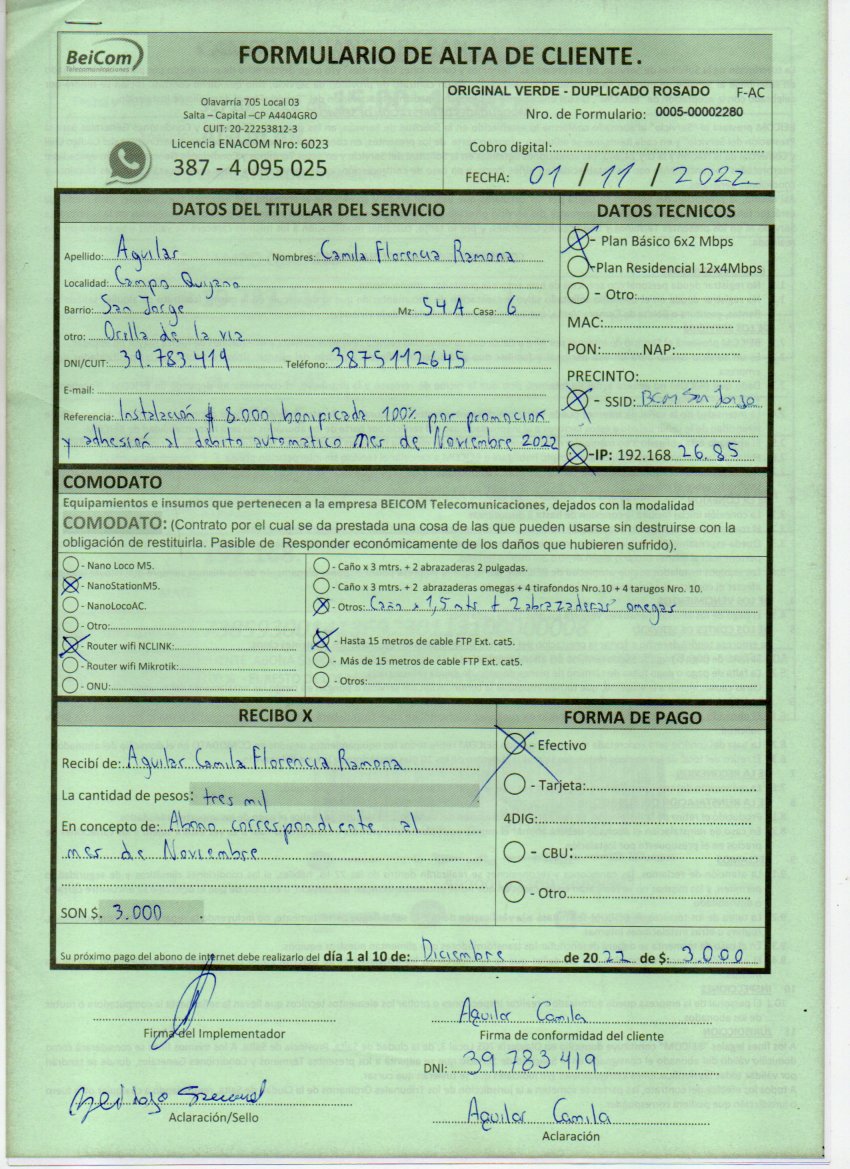 BeiCom
Telecomunicaciones
FORMULARIO DE ALTA DE CLIENTE.
Olavarría 705 Local 03
Salta – Capital –CP A4404GRO
CUIT: 20-22253812-3
Licencia ENACOM Nro: 6023
387 - 4 095 025
ORIGINAL VERDE - DUPLICADO ROSADO F-AC
Nro. de Formulario: 0005-00002280
Cobro digital:
FECHA: 01 / 11 / 2022
DATOS DEL TITULAR DEL SERVICIO
Apellido: Aguilar Nombres: Camila Florencia Ramona
Localidad: Campo Quijano
Barrio: San Jorge Mz: 54 A Casa: 6
otro: Orilla de la via
DNI/CUIT: 39.783.419 Teléfono: 3875112645
E-mail:
Referencia: Instalación $ 8.000 bonificada 100% por promocion
y adhesión al debito automatico mes de Noviembre 2022
DATOS TECNICOS
- Plan Básico 6x2 Mbps
- Plan Residencial 12x4Mbps
- Otro:
MAC:
PON: NAP:
PRECINTO:
- SSID: BCOM San Jorge
-IP: 192.168 26.85
COMODATO
Equipamientos e insumos que pertenecen a la empresa BEICOM Telecomunicaciones, dejados con la modalidad
COMODATO: (Contrato por el cual se da prestada una cosa de las que pueden usarse sin destruirse con la
obligación de restituirla. Pasible de Responder económicamente de los daños que hubieren sufrido).
- Nano Loco M5.
- NanoStationM5.
- NanoLocoAC.
- Otro:
- Router wifi NCLINK:
- Router wifi Mikrotik:
- ONU:
- Caño x 3 mtrs. + 2 abrazaderas 2 pulgadas.
- Caño x 3 mtrs. + 2 abrazaderas omegas + 4 tirafondos Nro.10 + 4 tarugos Nro. 10.
- Otros: Caño x 1,5 mts + 2 abrazaderas omegas
- Hasta 15 metros de cable FTP Ext. cat5.
- Más de 15 metros de cable FTP Ext. cat5.
- Otros:
RECIBO X
Recibí de: Aguilar Camila Florencia Ramona
La cantidad de pesos: tres mil
En concepto de: Abono correspondiente al
mes de Noviembre
SON $. 3.000
FORMA DE PAGO
- Efectivo
- Tarjeta:
4DIG:
- CBU:
- Otro
Su próximo pago del abono de internet debe realizarlo del día 1 al 10 de: Diciembre de 20 22 de $: 3.000
Firma del Implementador
Aclaración/Sello
Aguilar Camila
Firma de conformidad del cliente
DNI: 39 783 419
Aguilar Camila
Aclaración